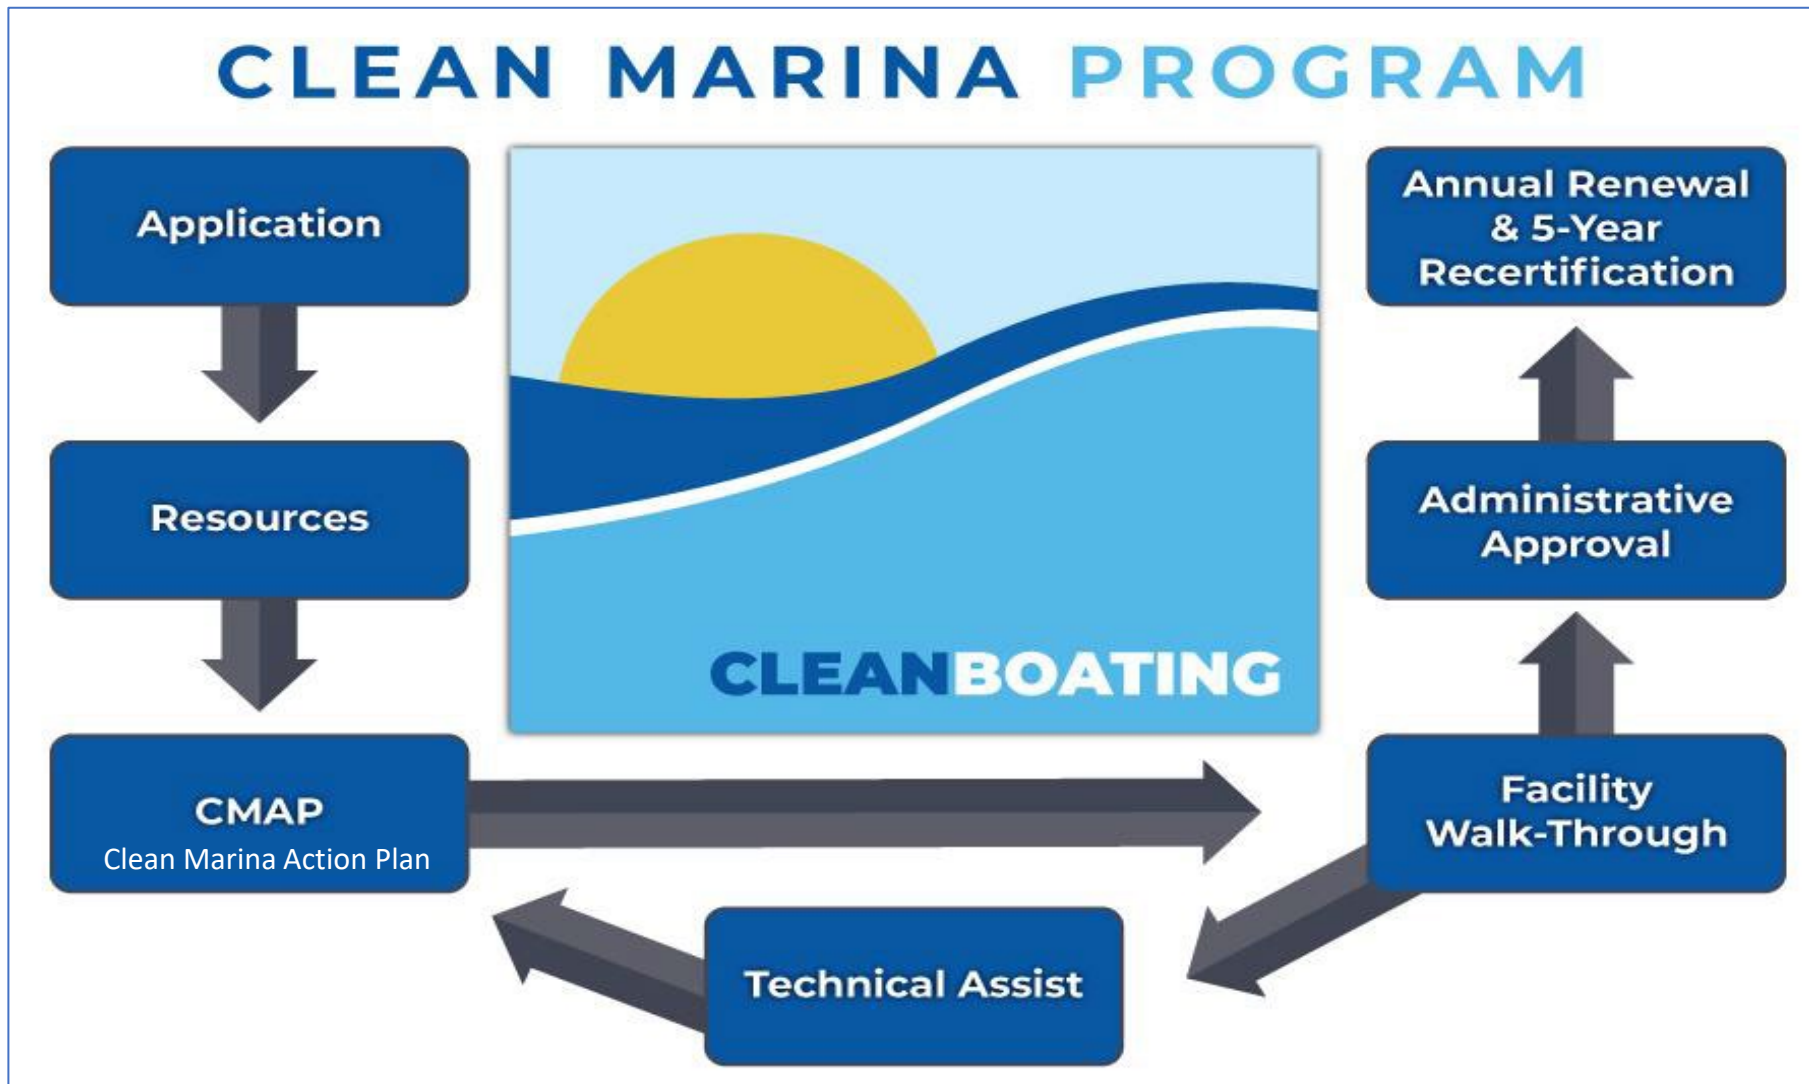 CLEAN MARINA PROGRAM
Application
Resources
CMAP
Clean Marina Action Plan
Technical Assist
Facility
Walk-Through
Administrative
Approval
Annual Renewal
& 5-Year
Recertification
CLEANBOATING